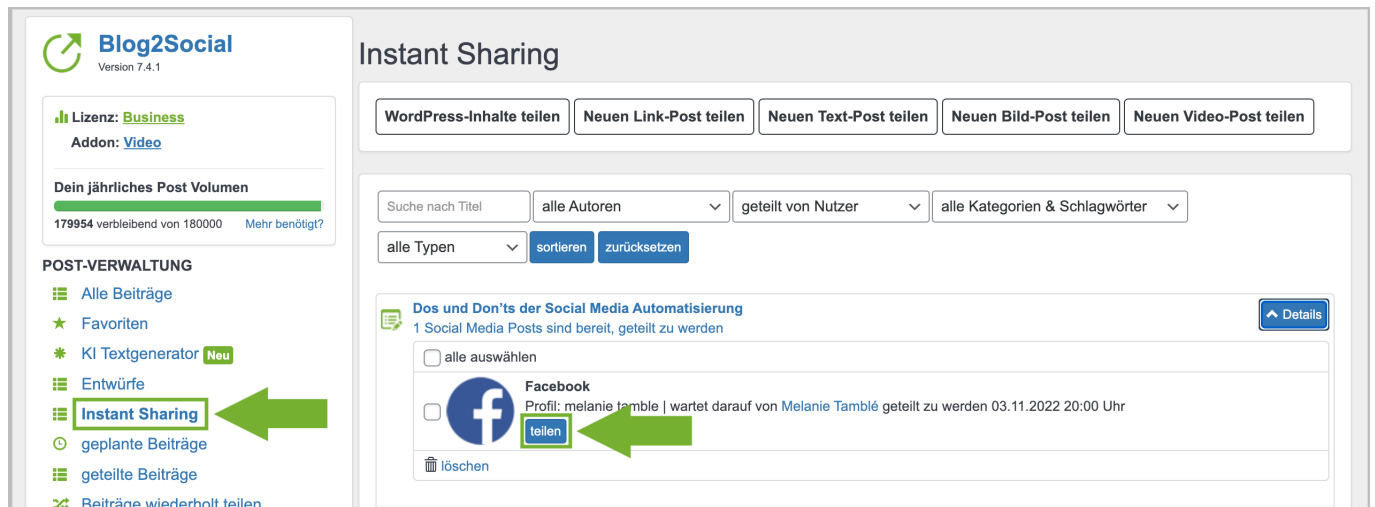 Blog2Social
Version 7.4.1
Lizenz: Business
Addon: Video
Dein jährliches Post Volumen
179954 verbleibend von 180000 Mehr benötigt?
POST-VERWALTUNG
Alle Beiträge
Favoriten
KI Textgenerator Neu
Entwürfe
Instant Sharing
geplante Beiträge
geteilte Beiträge
Beiträge wiederholt teilen
Instant Sharing
WordPress-Inhalte teilen Neuen Link-Post teilen Neuen Text-Post teilen Neuen Bild-Post teilen Neuen Video-Post teilen
Suche nach Titel alle Autoren geteilt von Nutzer alle Kategorien & Schlagwörter
alle Typen sortieren zurücksetzen
Dos und Don'ts der Social Media Automatisierung
Details
1 Social Media Posts sind bereit, geteilt zu werden
alle auswählen
Facebook
Profil: melanie tamble | wartet darauf von Melanie Tamblé geteilt zu werden 03.11.2022 20:00 Uhr
teilen
löschen